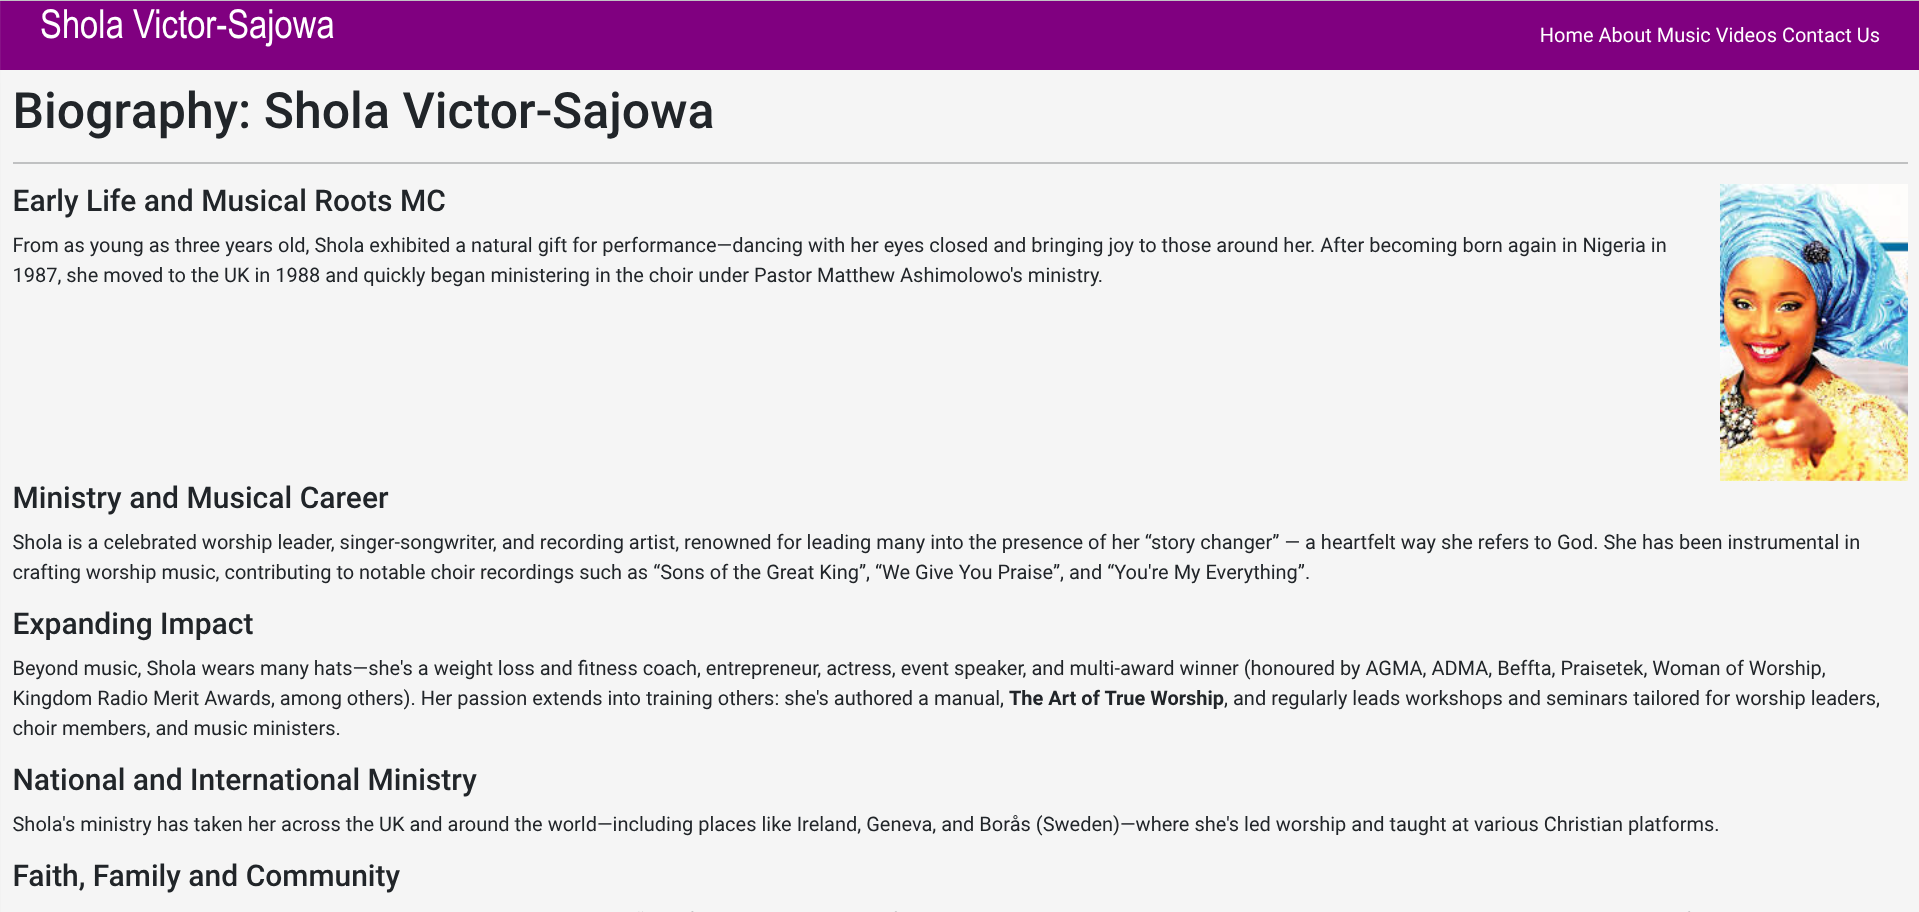 Shola Victor-Sajowa
Home About Music Videos Contact Us
Biography: Shola Victor-Sajowa
Early Life and Musical Roots MC
From as young as three years old, Shola exhibited a natural gift for performance—dancing with her eyes closed and bringing joy to those around her. After becoming born again in Nigeria in
1987, she moved to the UK in 1988 and quickly began ministering in the choir under Pastor Matthew Ashimolowo's ministry.
Ministry and Musical Career
Shola is a celebrated worship leader, singer-songwriter, and recording artist, renowned for leading many into the presence of her “story changer” — a heartfelt way she refers to God. She has been instrumental in
crafting worship music, contributing to notable choir recordings such as “Sons of the Great King”, “We Give You Praise”, and “You're My Everything”.
Expanding Impact
Beyond music, Shola wears many hats—she's a weight loss and fitness coach, entrepreneur, actress, event speaker, and multi-award winner (honoured by AGMA, ADMA, Beffta, Praisetek, Woman of Worship,
Kingdom Radio Merit Awards, among others). Her passion extends into training others: she's authored a manual, The Art of True Worship, and regularly leads workshops and seminars tailored for worship leaders,
choir members, and music ministers.
National and International Ministry
Shola's ministry has taken her across the UK and around the world—including places like Ireland, Geneva, and Borås (Sweden)—where she's led worship and taught at various Christian platforms.
Faith, Family and Community